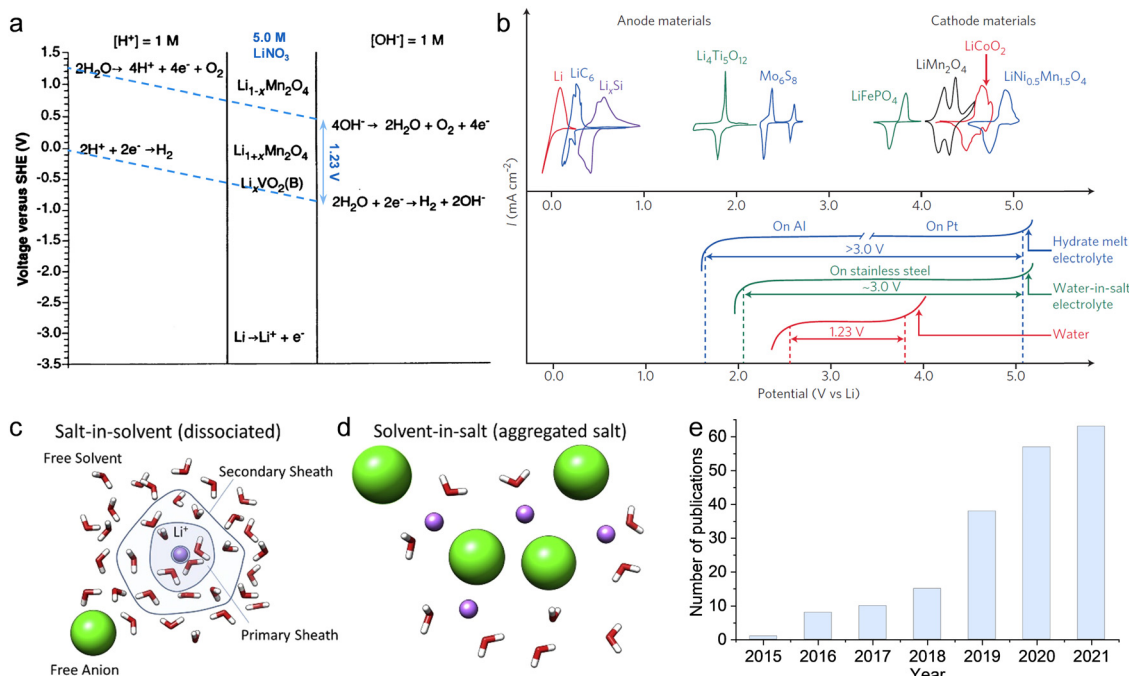 a
[H⁺] = 1 M
5.0 M
LiNO₃
[OH⁻] = 1 M
Voltage versus SHE (V)
1.5
1.0
0.5
0.0
-0.5
-1.0
-1.5
-2.0
-2.5
-3.0
-3.5
2H₂O→ 4H⁺ + 4e⁻ + O₂
2H⁺ + 2e⁻ →H₂
Li₁₋ₓMn₂O₄
Li₁₊ₓMn₂O₄
LiₓVO₂(B)
Li→Li⁺ + e⁻
4OH⁻→ 2H₂O + O₂ + 4e⁻
1.23 V
2H₂O + 2e⁻→ H₂ + 2OH⁻
b
Anode materials
Cathode materials
I (mA cm⁻²)
Li
LiC₆
LiₓSi
Li₄Ti₅O₁₂
Mo₆S₈
LiFePO₄
LiMn₂O₄
LiCoO₂
LiNi₀.₅Mn₁.₅O₄
0.0
1.0
2.0
3.0
4.0
5.0
On Al
On Pt
>3.0 V
Hydrate melt
electrolyte
On stainless steel
~3.0 V
Water-in-salt
electrolyte
1.23 V
Water
0.0
1.0
2.0
3.0
4.0
5.0
Potential (V vs Li)
c
Salt-in-solvent (dissociated)
Free Solvent
Secondary Sheath
Li⁺
Primary Sheath
Free Anion
d
Solvent-in-salt (aggregated salt)
e
Number of publications
60
50
40
30
20
10
0
2015
2016
2017
2018
2019
2020
2021
Year